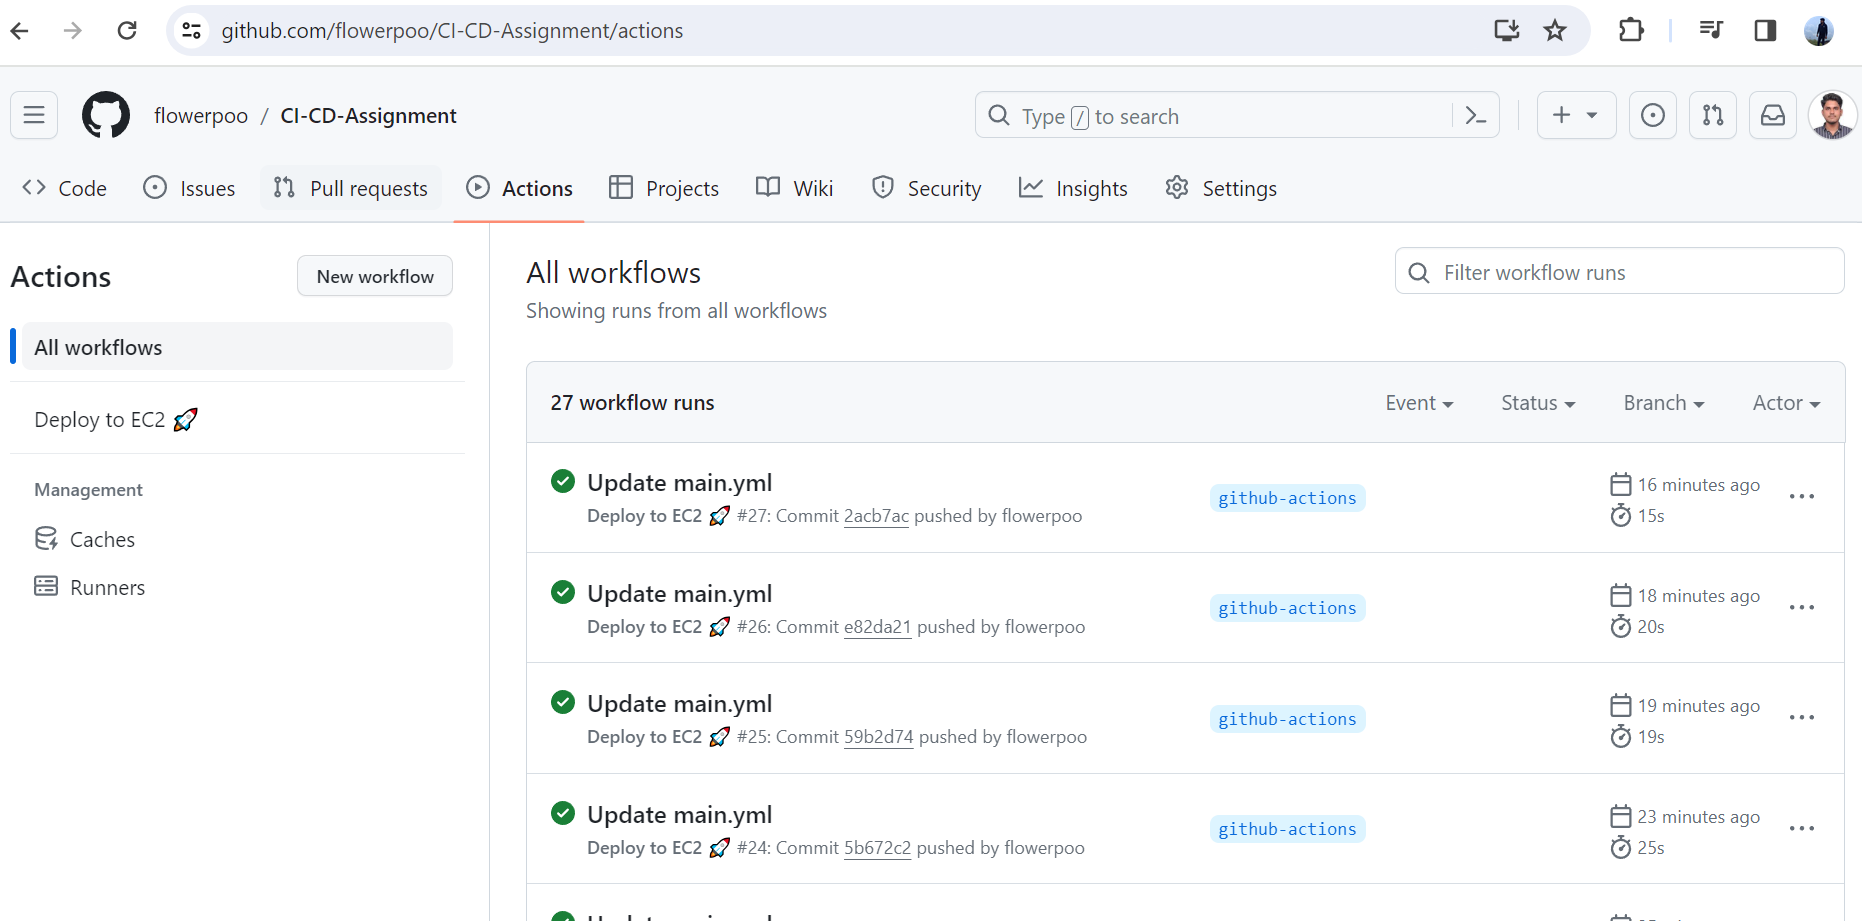 github.com/flowerpoo/CI-CD-Assignment/actions
flowerpoo / CI-CD-Assignment
Type / to search
Code Issues Pull requests Actions Projects Wiki Security Insights Settings
Actions
New workflow
All workflows
Deploy to EC2 🚀
Management
Caches
Runners
All workflows
Showing runs from all workflows
Filter workflow runs
27 workflow runs
Event Status Branch Actor
Update main.yml
Deploy to EC2 🚀 #27: Commit 2acb7ac pushed by flowerpoo
github-actions
16 minutes ago
15s
Update main.yml
Deploy to EC2 🚀 #26: Commit e82da21 pushed by flowerpoo
github-actions
18 minutes ago
20s
Update main.yml
Deploy to EC2 🚀 #25: Commit 59b2d74 pushed by flowerpoo
github-actions
19 minutes ago
19s
Update main.yml
Deploy to EC2 🚀 #24: Commit 5b672c2 pushed by flowerpoo
github-actions
23 minutes ago
25s